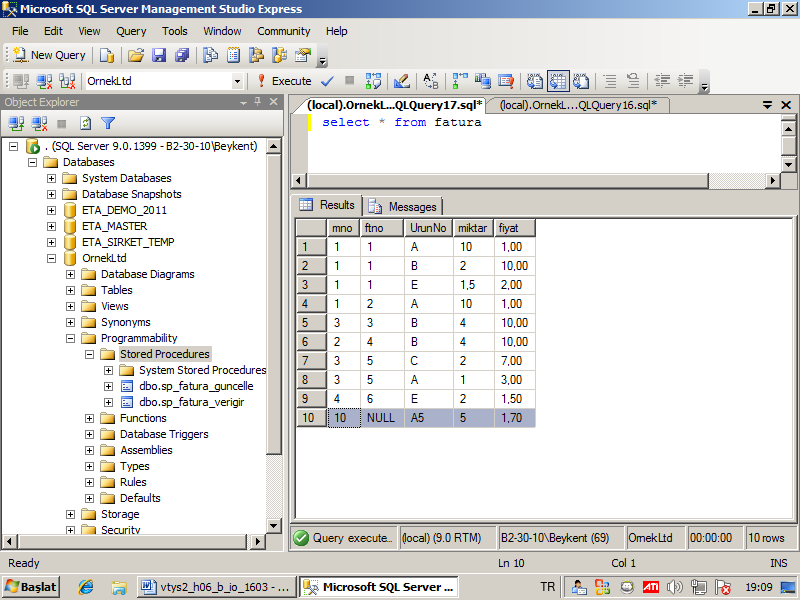 Microsoft SQL Server Management Studio Express
File Edit View Query Tools Window Community Help
New Query
OrnekLtd Execute
Object Explorer
(local).OrnekL...QLQuery17.sql* (local).OrnekL...QLQuery16.sql*
select * from fatura
. (SQL Server 9.0.1399 - B2-30-10\Beykent)
Databases
System Databases
Database Snapshots
ETA_DEMO_2011
ETA_MASTER
ETA_SIRKET_TEMP
OrnekLtd
Database Diagrams
Tables
Views
Synonyms
Programmability
Stored Procedures
System Stored Procedures
dbo.sp_fatura_guncelle
dbo.sp_fatura_verigir
Functions
Database Triggers
Assemblies
Types
Rules
Defaults
Storage
Security
Results Messages
mno ftno UrunNo miktar fiyat
1 1 1 A 10 1,00
2 1 1 B 2 10,00
3 1 1 E 1,5 2,00
4 1 2 A 10 1,00
5 3 3 B 4 10,00
6 2 4 B 4 10,00
7 3 5 C 2 7,00
8 3 5 A 1 3,00
9 4 6 E 2 1,50
10 10 NULL A5 5 1,70
Query execute... (local) (9.0 RTM) B2-30-10\Beykent (69) OrnekLtd 00:00:00 10 rows
Ready Ln 10 Col 1 INS
Başlat vtys2_h06_b_io_1603 - ... Microsoft SQL Server ... TR ATI 19:09